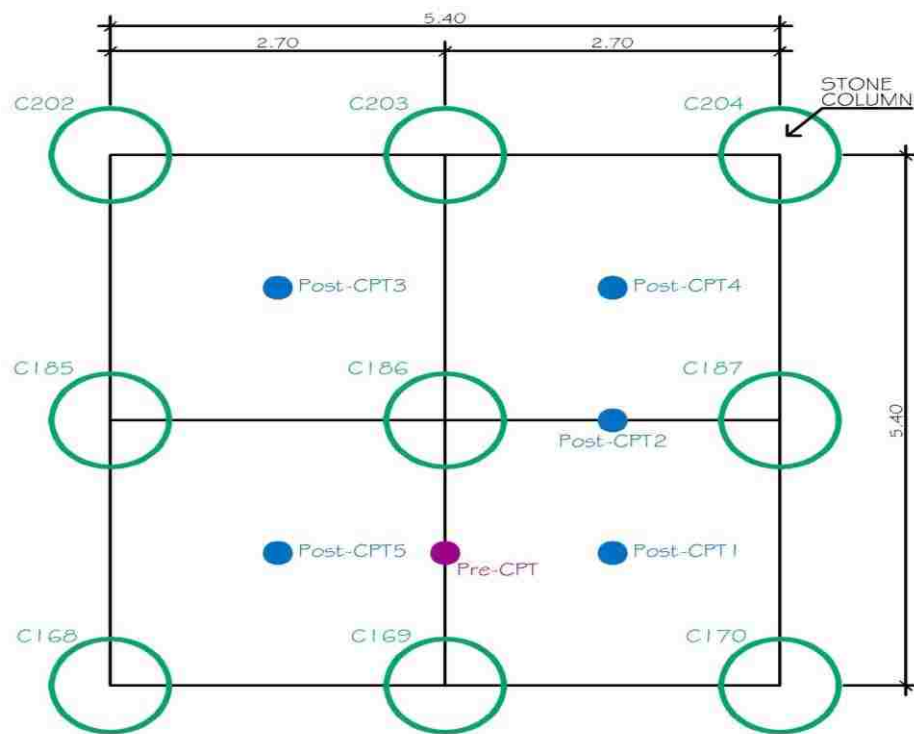 5.40
2.70 2.70
C202 C203 C204
STONE
COLUMN
Post-CPT3 Post-CPT4
C185 C186 C187
5.40
Post-CPT2
Post-CPT5 Post-CPT1
Pre-CPT
C168 C169 C170